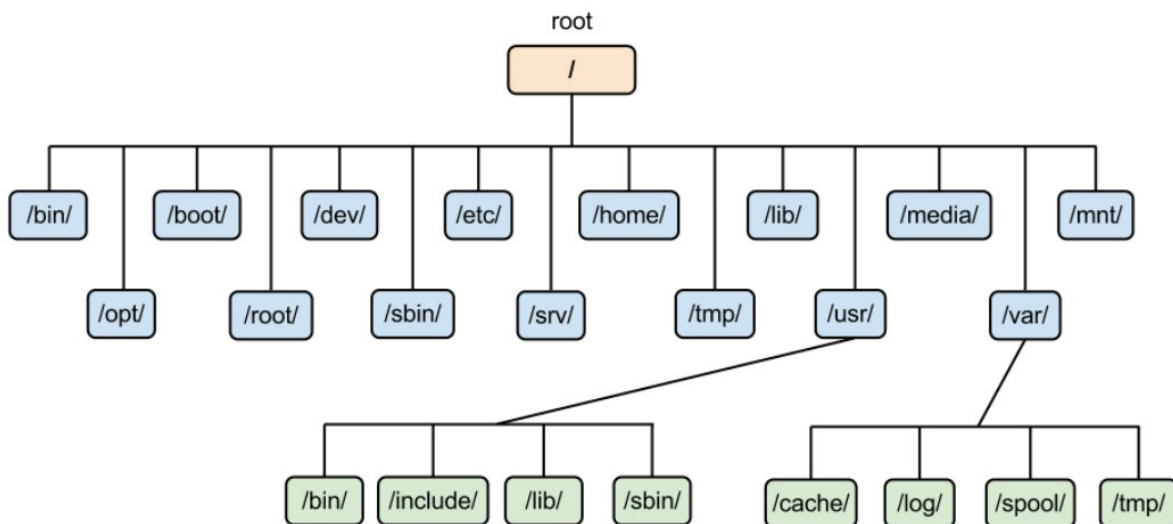 root
/
/bin/ /boot/ /dev/ /etc/ /home/ /lib/ /media/ /mnt/
/opt/ /root/ /sbin/ /srv/ /tmp/ /usr/ /var/
/bin/ /include/ /lib/ /sbin/ /cache/ /log/ /spool/ /tmp/